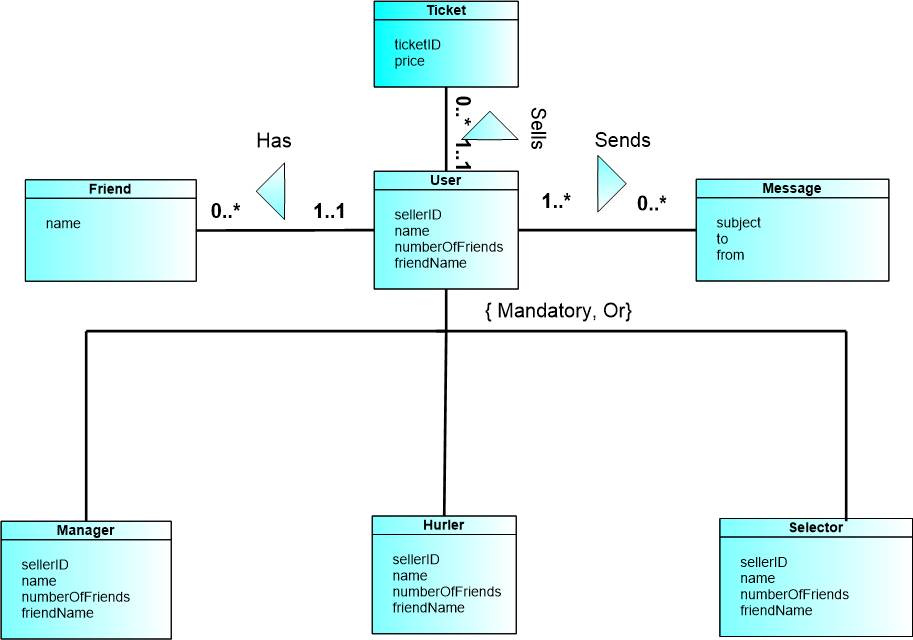 Ticket
ticketID
price
0..*
Sells
1..1
Has
Sends
Friend
name
0..*
1..1
User
sellerID
name
numberOfFriends
friendName
1..*
0..*
Message
subject
to
from
{ Mandatory, Or}
Manager
sellerID
name
numberOfFriends
friendName
Hurler
sellerID
name
numberOfFriends
friendName
Selector
sellerID
name
numberOfFriends
friendName